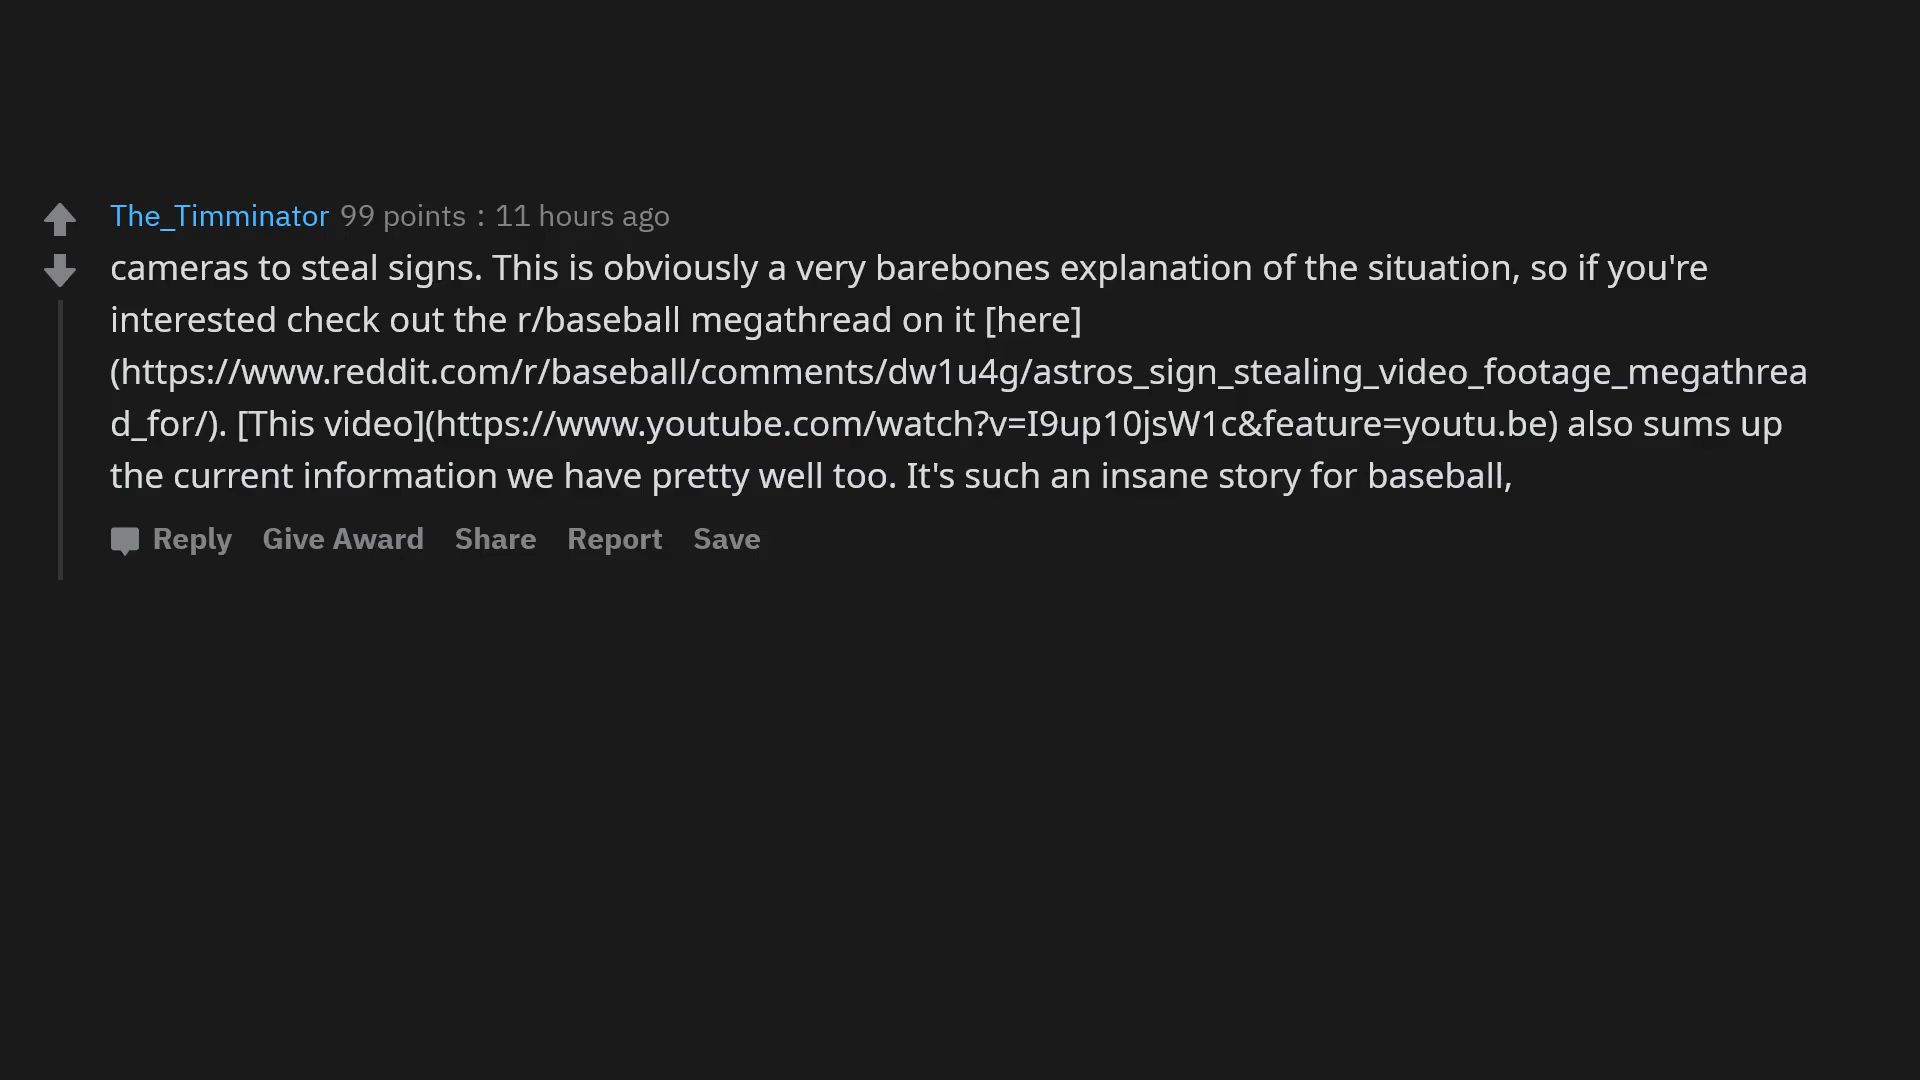 The_Timminator 99 points : 11 hours ago
cameras to steal signs. This is obviously a very barebones explanation of the situation, so if you're
interested check out the r/baseball megathread on it [here]
(https://www.reddit.com/r/baseball/comments/dw1u4g/astros_sign_stealing_video_footage_megathrea
d_for/). [This video](https://www.youtube.com/watch?v=I9up10jsW1c&feature=youtu.be) also sums up
the current information we have pretty well too. It's such an insane story for baseball,
Reply Give Award Share Report Save